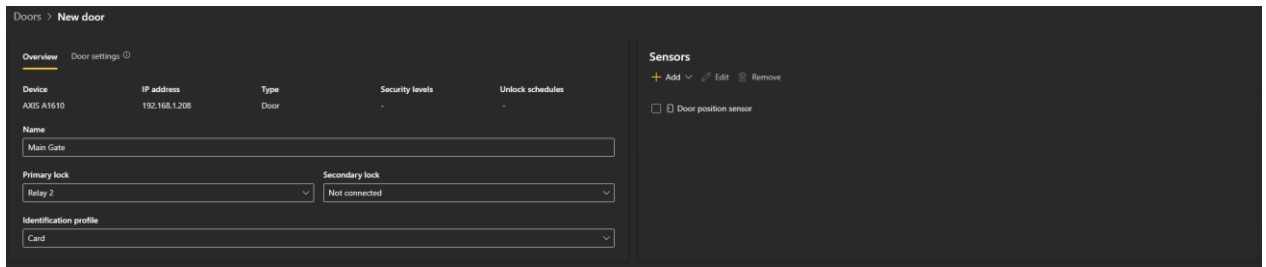 Doors > New door
Overview Door settings
Device IP address Type Security levels Unlock schedules
AXIS A1610 192.168.1.208 Door - -
Name
Main Gate
Primary lock Secondary lock
Relay 2 Not connected
Identification profile
Card
Sensors
+ Add Edit Remove
Door position sensor